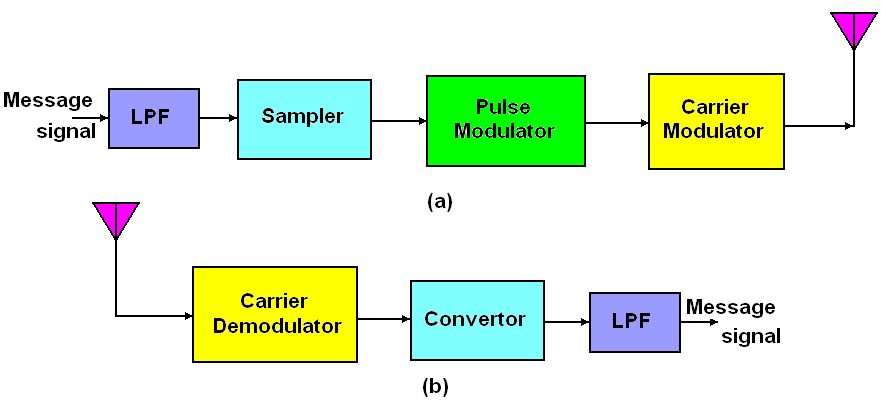 Message
signal
LPF
Sampler
Pulse
Modulator
Carrier
Modulator
(a)
Carrier
Demodulator
Convertor
LPF
Message
signal
(b)